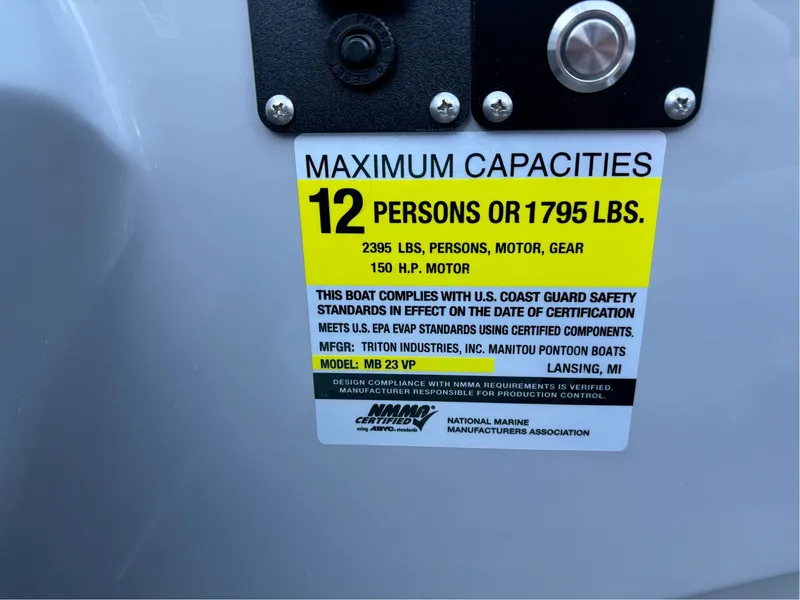 MAXIMUM CAPACITIES
12 PERSONS OR 1795 LBS.
2395 LBS, PERSONS, MOTOR, GEAR
150 H.P. MOTOR
THIS BOAT COMPLIES WITH U.S. COAST GUARD SAFETY
STANDARDS IN EFFECT ON THE DATE OF CERTIFICATION
MEETS U.S. EPA EVAP STANDARDS USING CERTIFIED COMPONENTS.
MFGR: TRITON INDUSTRIES, INC. MANITOU PONTOON BOATS
MODEL: MB 23 VP LANSING, MI
DESIGN COMPLIANCE WITH NMMA REQUIREMENTS IS VERIFIED.
MANUFACTURER RESPONSIBLE FOR PRODUCTION CONTROL.
NMMA
CERTIFIED
using ABYC standards
NATIONAL MARINE
MANUFACTURERS ASSOCIATION